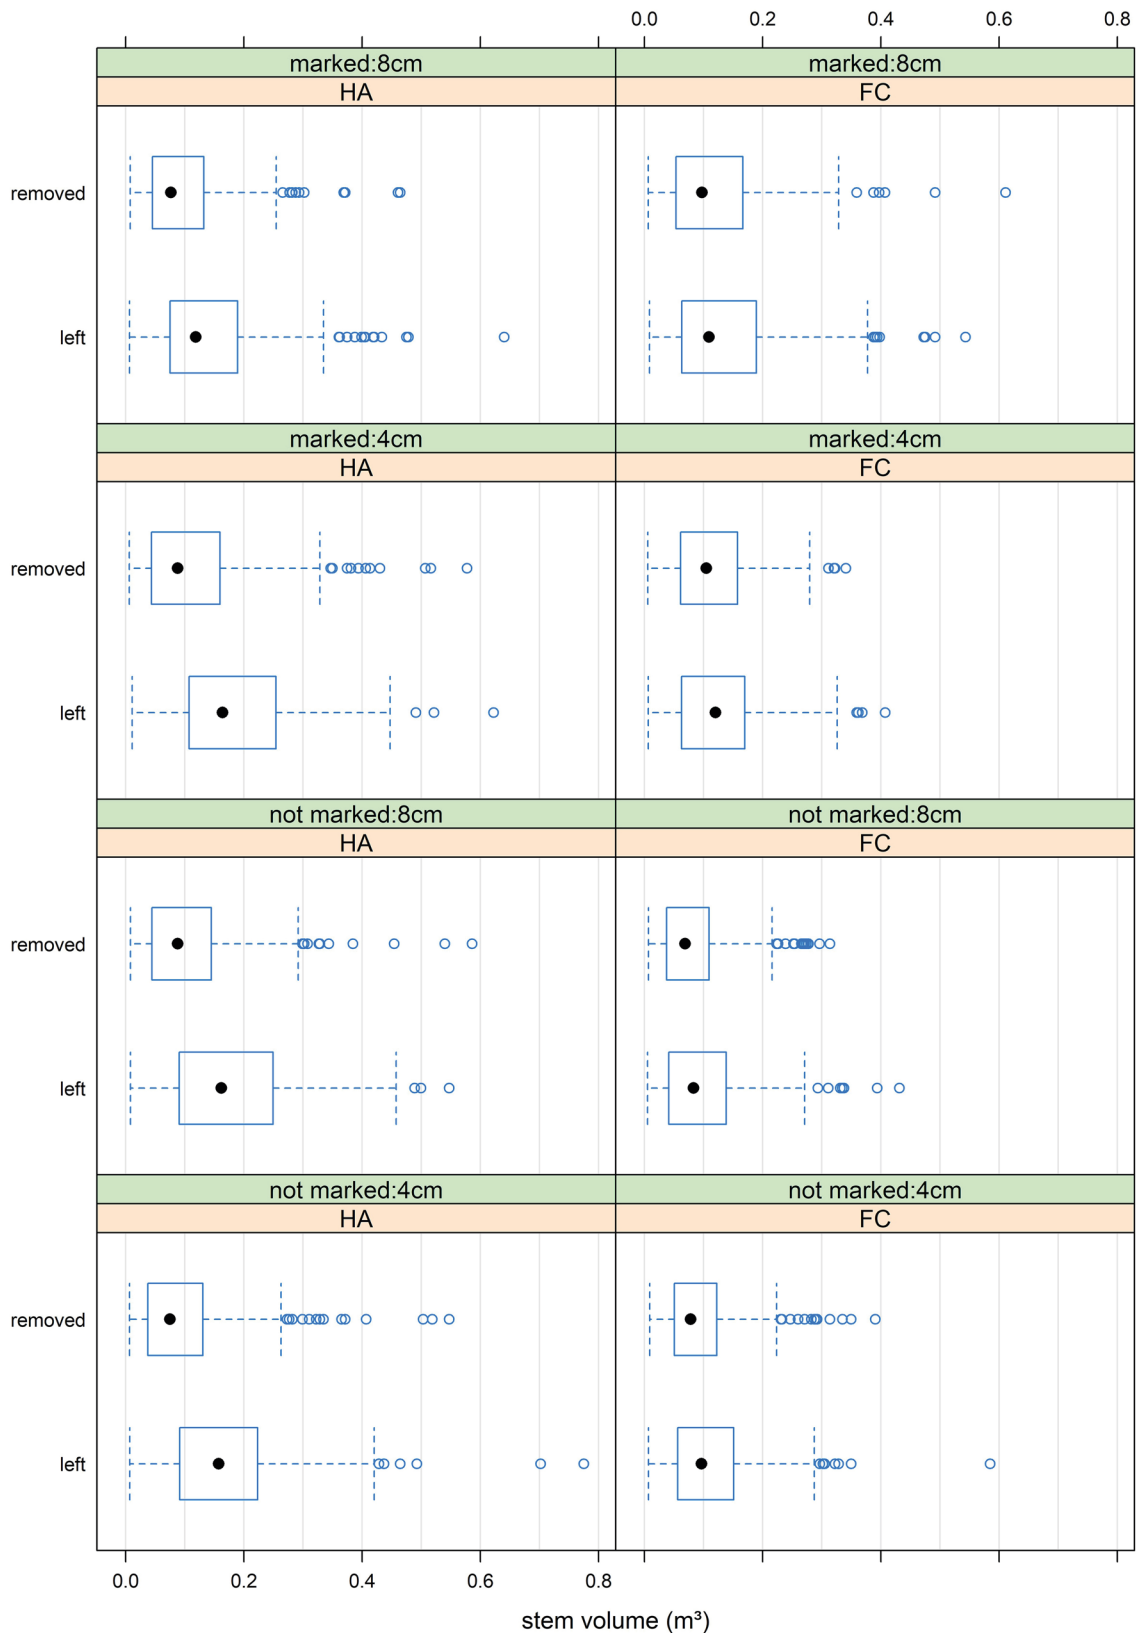 0.0 0.2 0.4 0.6 0.8
marked:8cm marked:8cm
HA FC
removed
left
marked:4cm marked:4cm
HA FC
removed
left
not marked:8cm not marked:8cm
HA FC
removed
left
not marked:4cm not marked:4cm
HA FC
removed
left
0.0 0.2 0.4 0.6 0.8
stem volume (m³)